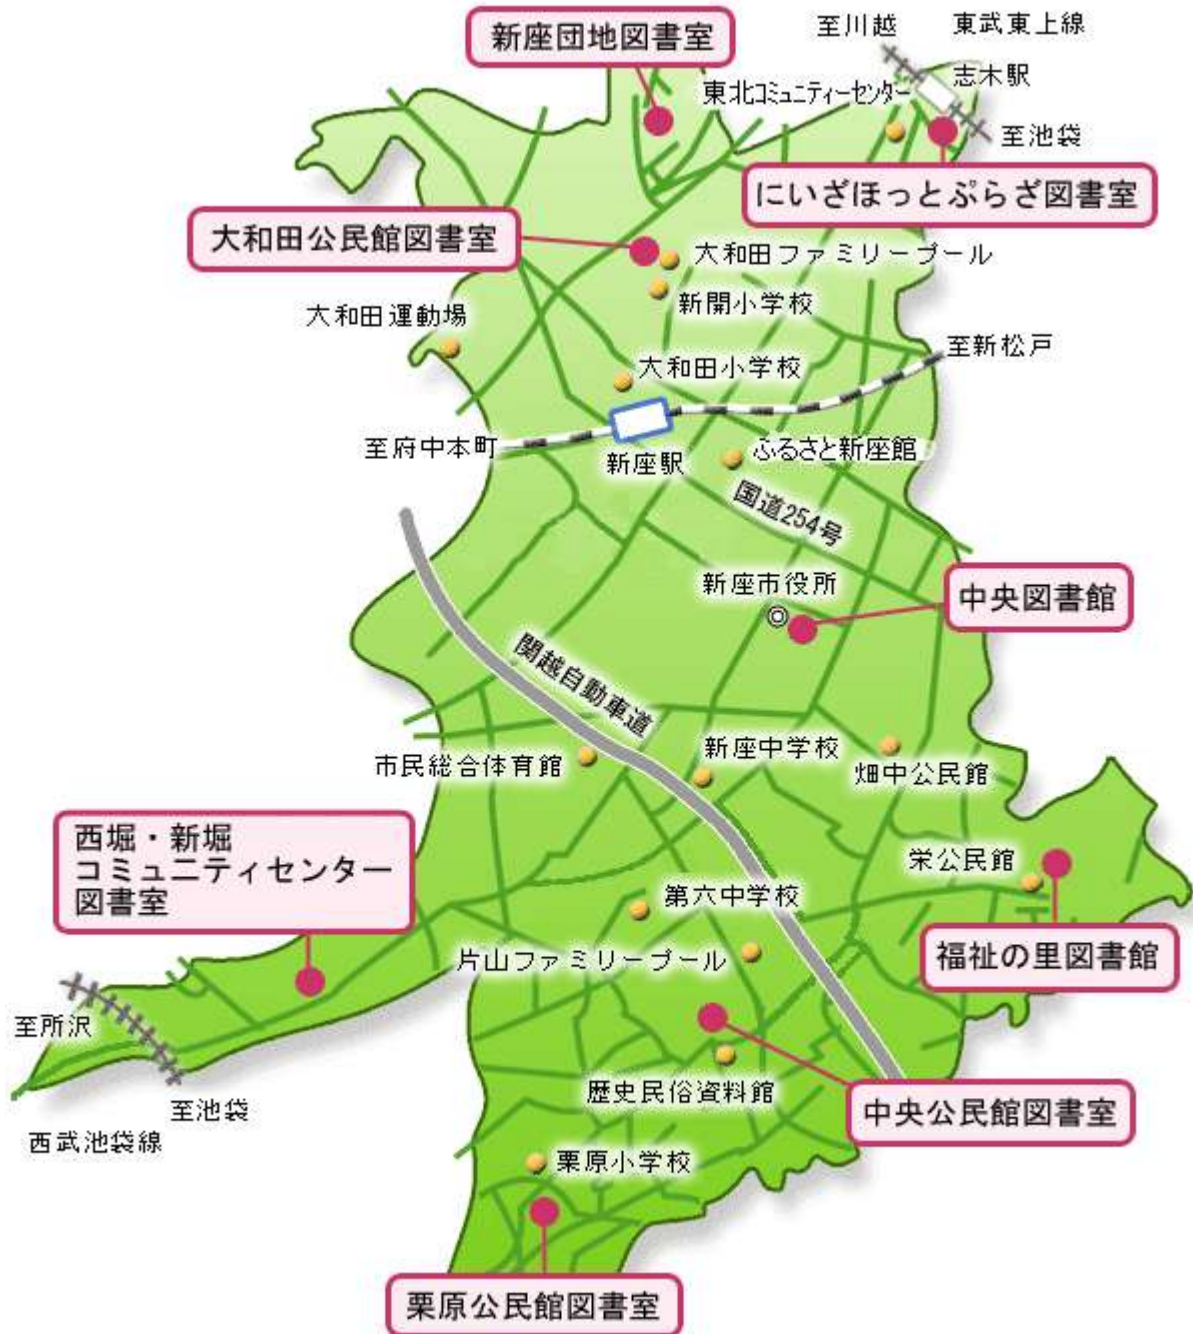 新座団地図書室
至川越
東武東上線
志木駅
東北コミュニティーセンター
至池袋
にいざほっとぷらざ図書室
大和田公民館図書室
大和田ファミリープール
新開小学校
大和田運動場
至新松戸
大和田小学校
至府中本町
新座駅
ふるさと新座館
国道254号
新座市役所
中央図書館
関越自動車道
新座中学校
市民総合体育館
畑中公民館
西堀・新堀
コミュニティセンター
図書室
栄公民館
第六中学校
片山ファミリープール
福祉の里図書館
至所沢
歴史民俗資料館
至池袋
中央公民館図書室
西武池袋線
栗原小学校
栗原公民館図書室